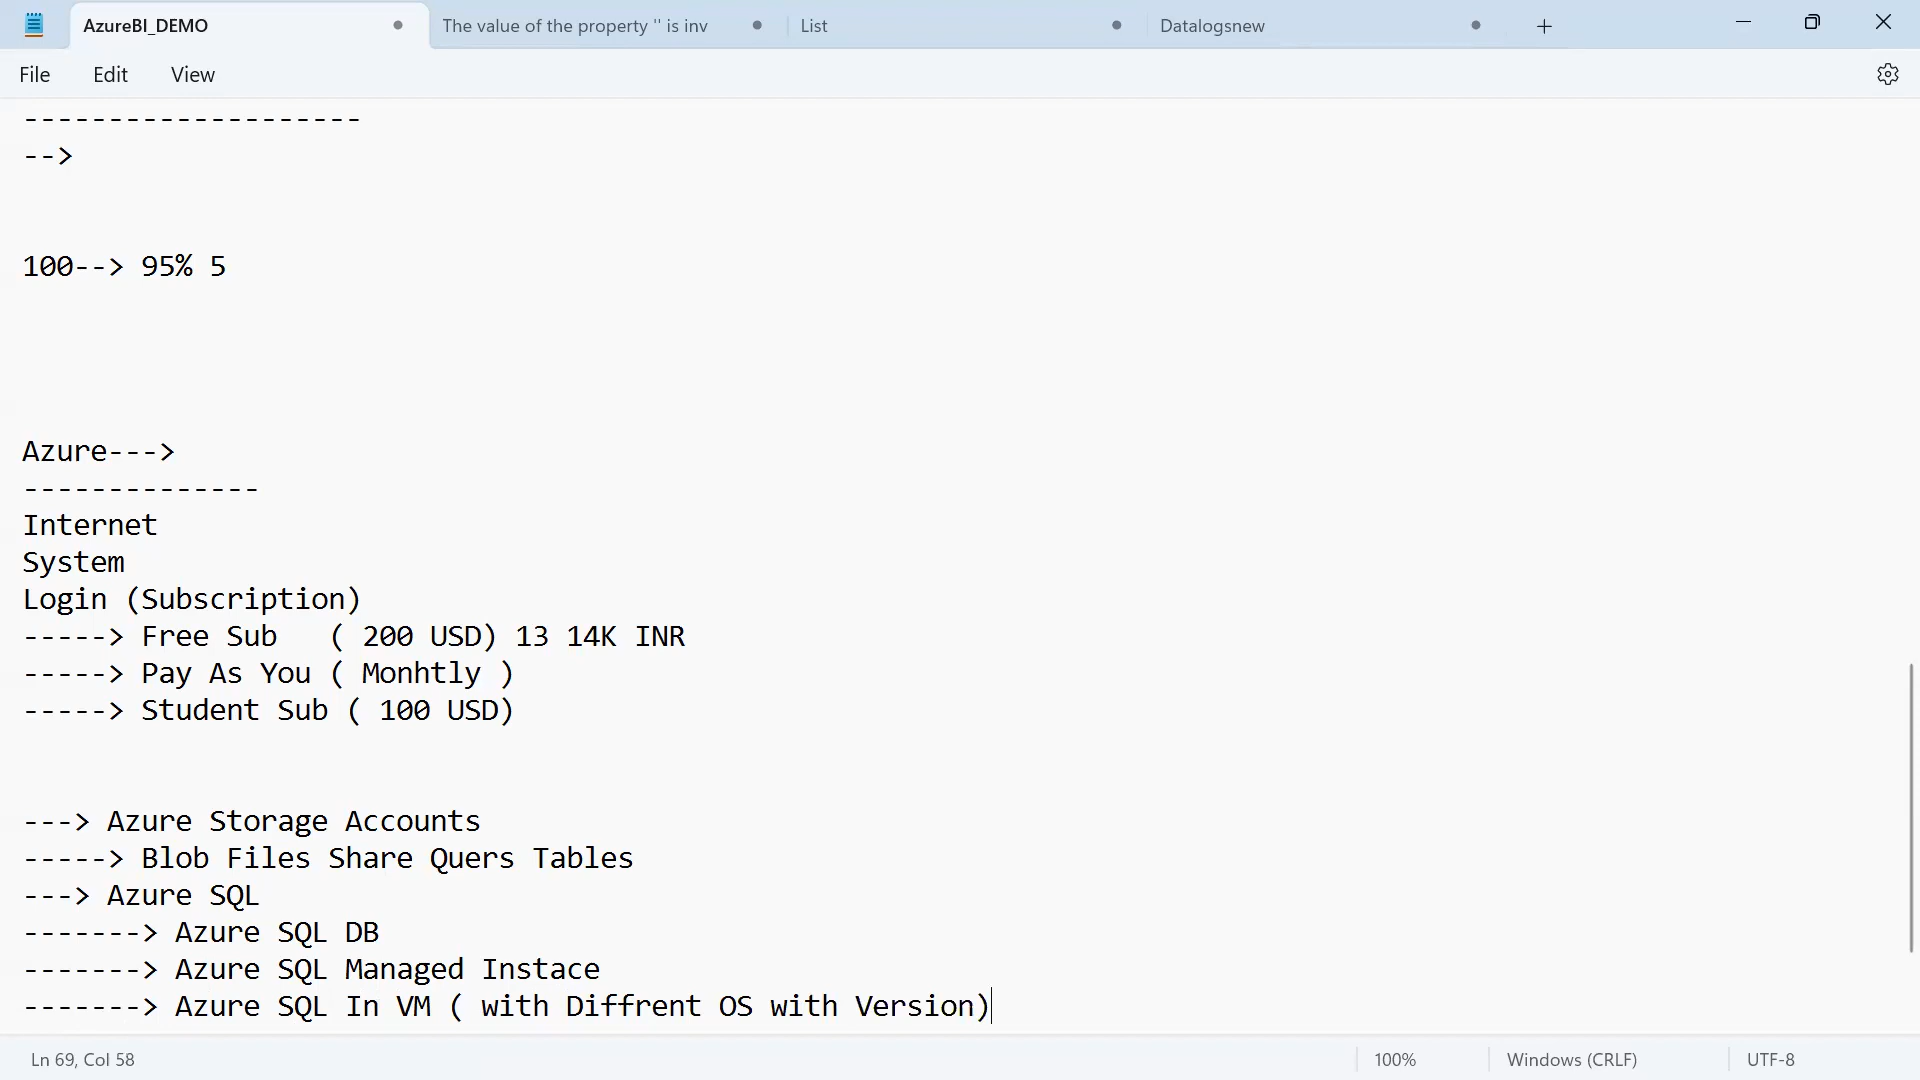 AzureBI_DEMO
The value of the property '' is inv
List
Datalogsnew
File Edit View
--------------------
-->
100--> 95% 5
Azure--->
--------------
Internet
System
Login (Subscription)
-----> Free Sub   ( 200 USD) 13 14K INR
-----> Pay As You ( Monhtly )
-----> Student Sub ( 100 USD)
---> Azure Storage Accounts
-----> Blob Files Share Quers Tables
---> Azure SQL
-------> Azure SQL DB
-------> Azure SQL Managed Instace
-------> Azure SQL In VM ( with Diffrent OS with Version)
Ln 69, Col 58
100%
Windows (CRLF)
UTF-8